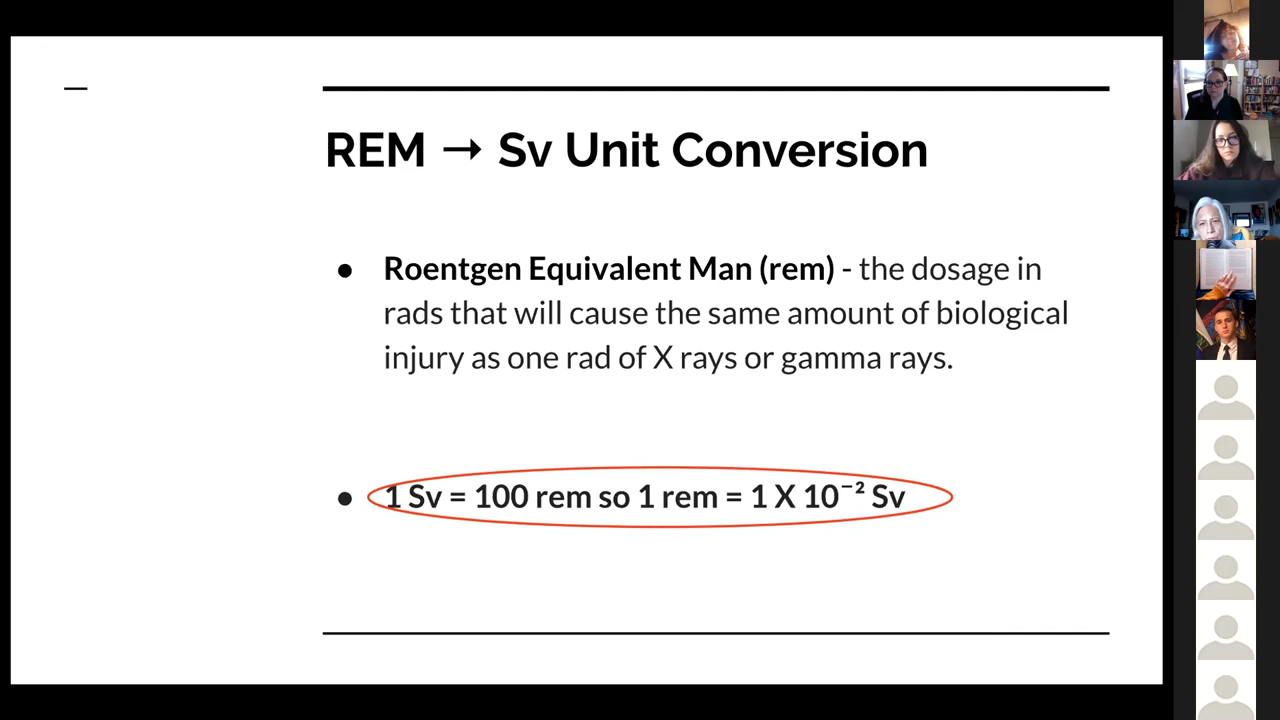 REM → Sv Unit Conversion
● Roentgen Equivalent Man (rem) - the dosage in
rads that will cause the same amount of biological
injury as one rad of X rays or gamma rays.
● 1 Sv = 100 rem so 1 rem = 1 X 10⁻² Sv